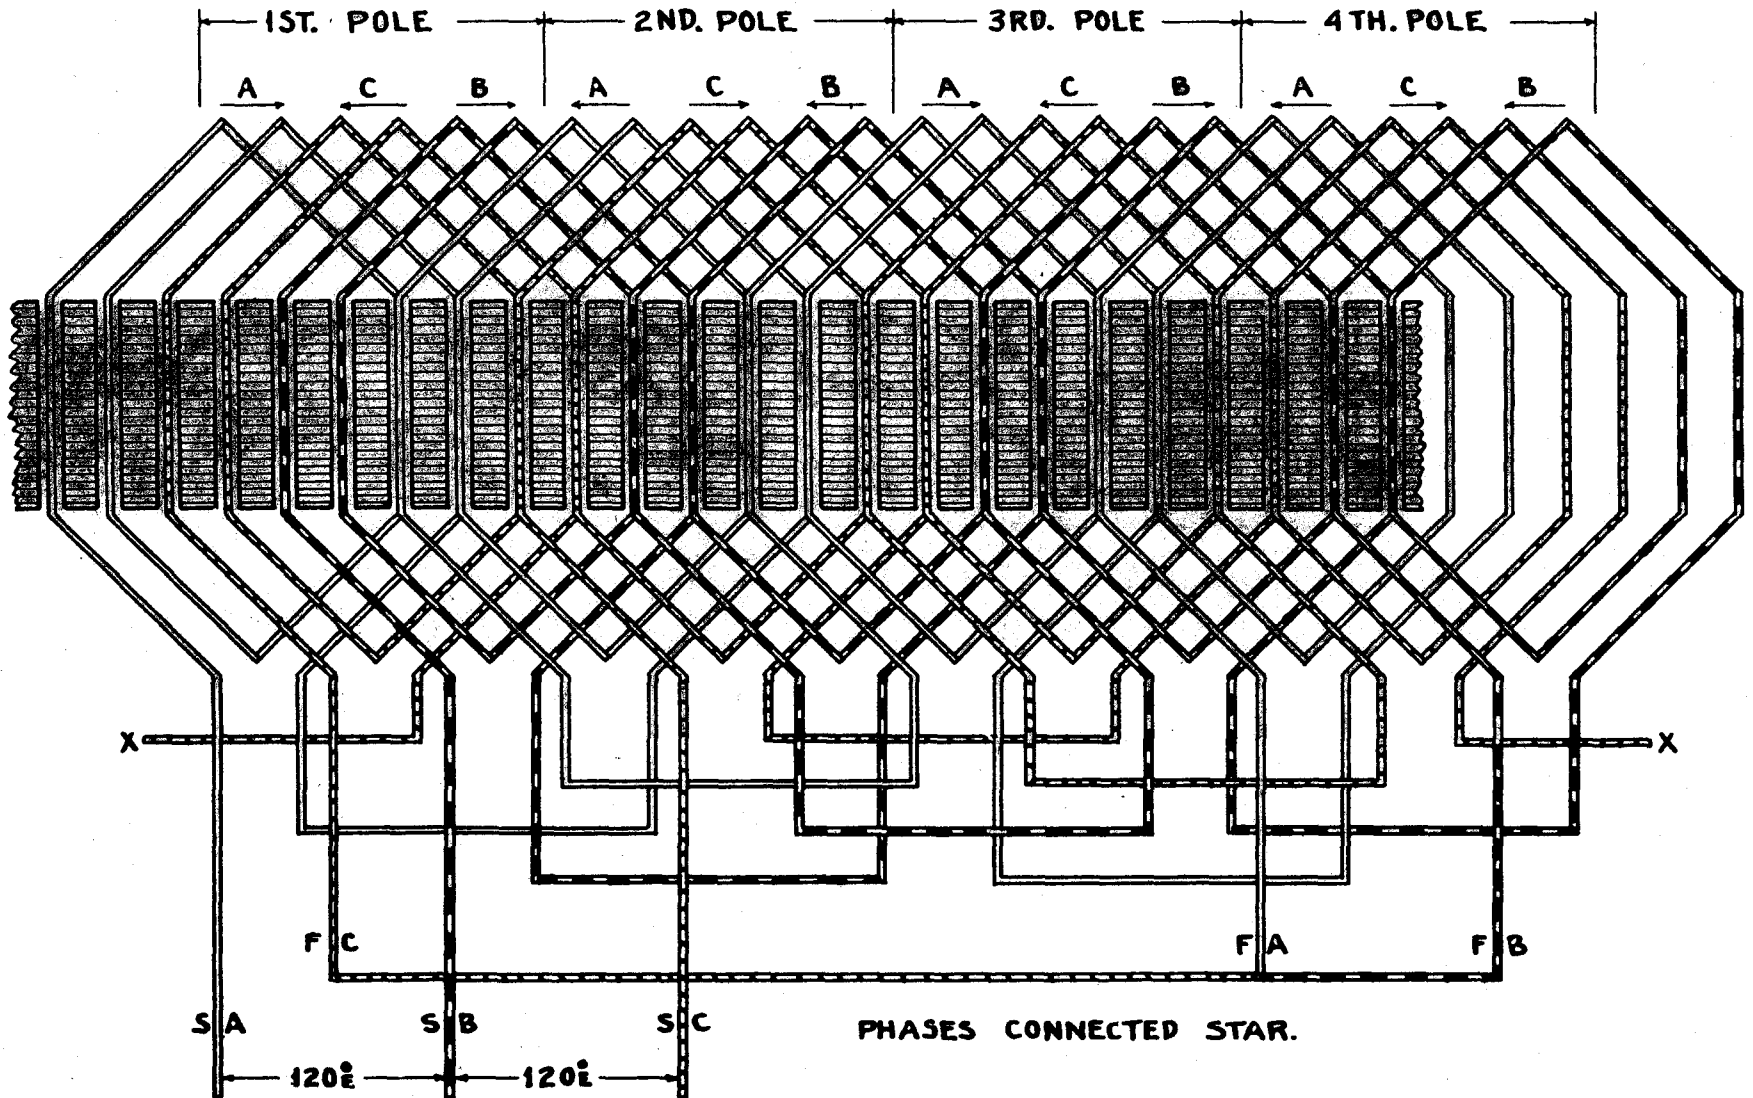 1ST. POLE 2ND. POLE 3RD. POLE 4TH. POLE
A C B A C B A C B A C B
X X
F C F A F B
S A S B S C PHASES CONNECTED STAR.
120°E 120°E